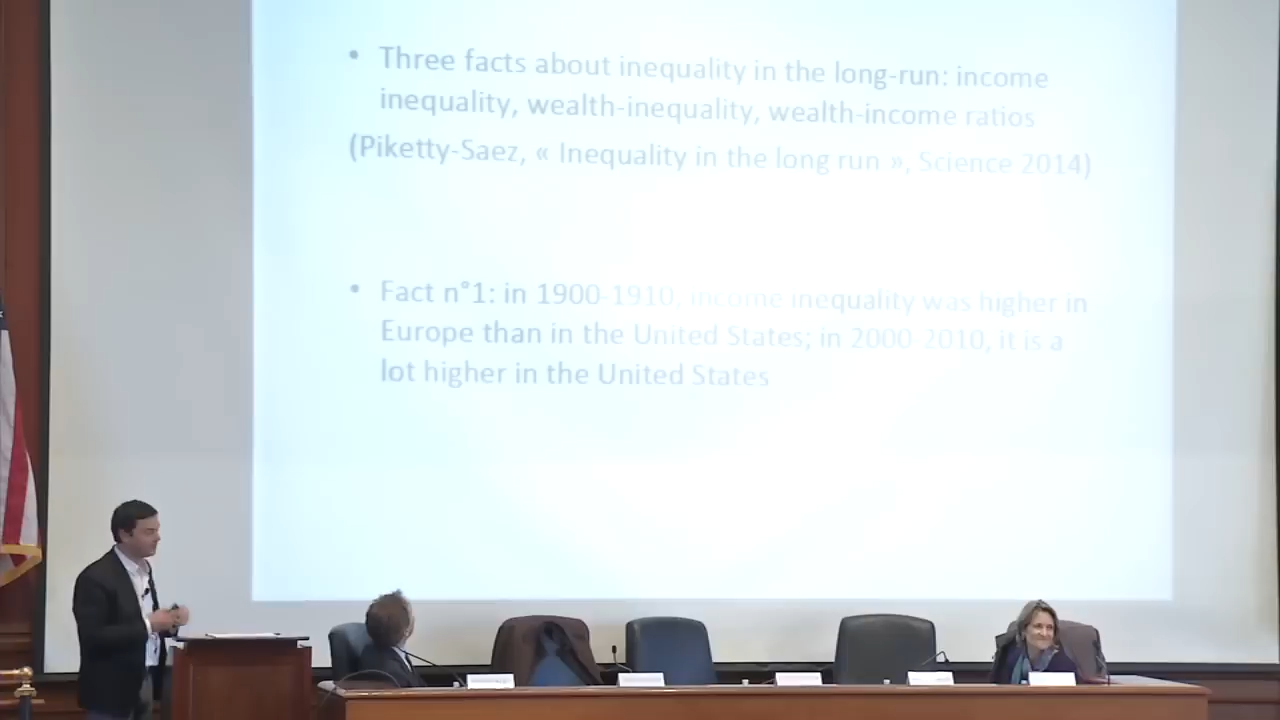 • Three facts about inequality in the long-run: income
inequality, wealth-inequality, wealth-income ratios
(Piketty-Saez, « Inequality in the long run », Science 2014)
• Fact n°1: in 1900-1910, income inequality was higher in
Europe than in the United States; in 2000-2010, it is a
lot higher in the United States